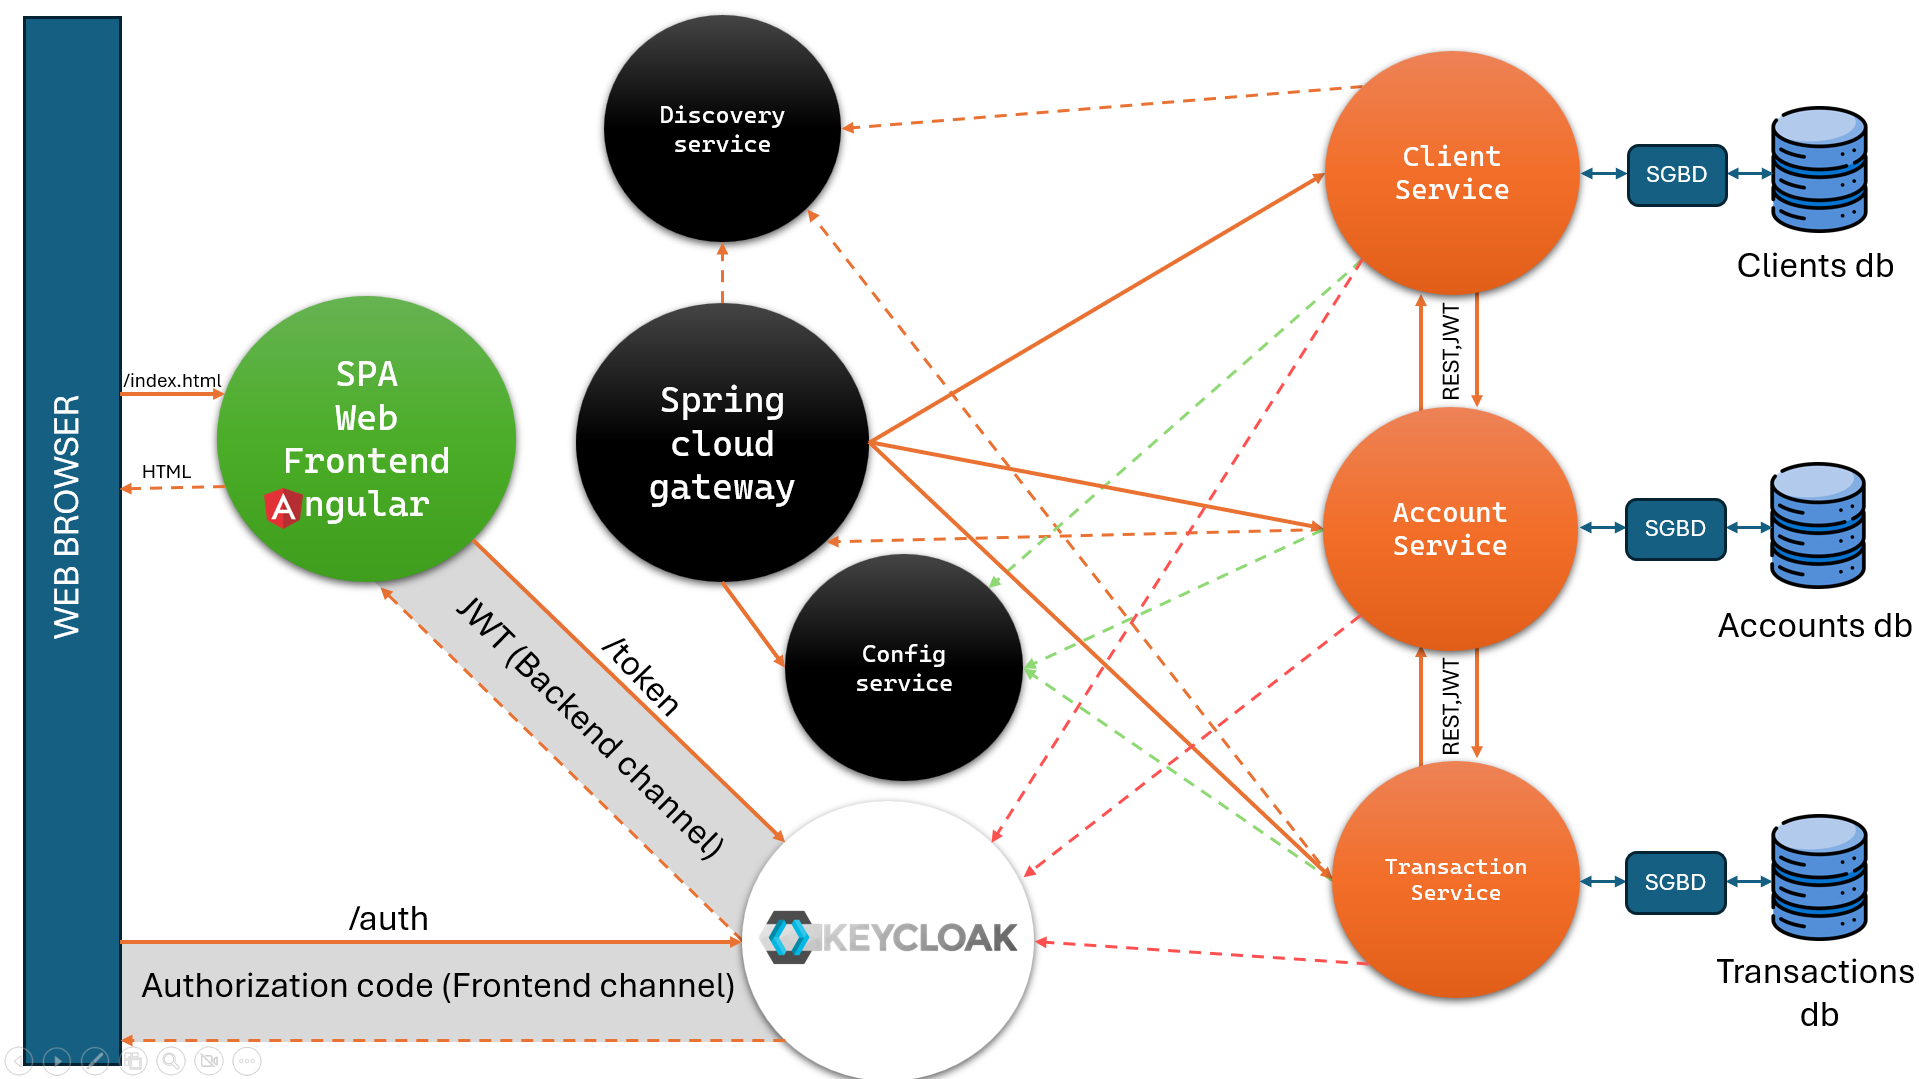 WEB BROWSER
/index.html
HTML
SPA
Web
Frontend
ngular
Discovery
service
Spring
cloud
gateway
Config
service
/token
JWT (Backend channel)
/auth
Authorization code (Frontend channel)
KEYCLOAK
Client
Service
SGBD
Clients db
REST,JWT
Account
Service
SGBD
Accounts db
REST,JWT
Transaction
Service
SGBD
Transactions
db